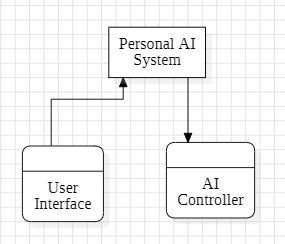 Personal AI
System
User
Interface
AI
Controller